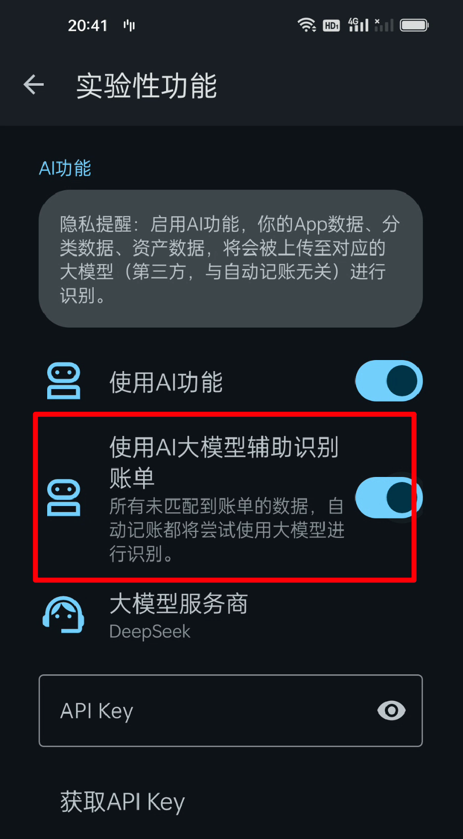 20:41
HD1 4G
实验性功能
AI功能
隐私提醒：启用AI功能，你的App数据、分
类数据、资产数据，将会被上传至对应的
大模型（第三方，与自动记账无关）进行
识别。
使用AI功能
使用AI大模型辅助识别
账单
所有未匹配到账单的数据，自
动记账都将尝试使用大模型进
行识别。
大模型服务商
DeepSeek
API Key
获取API Key